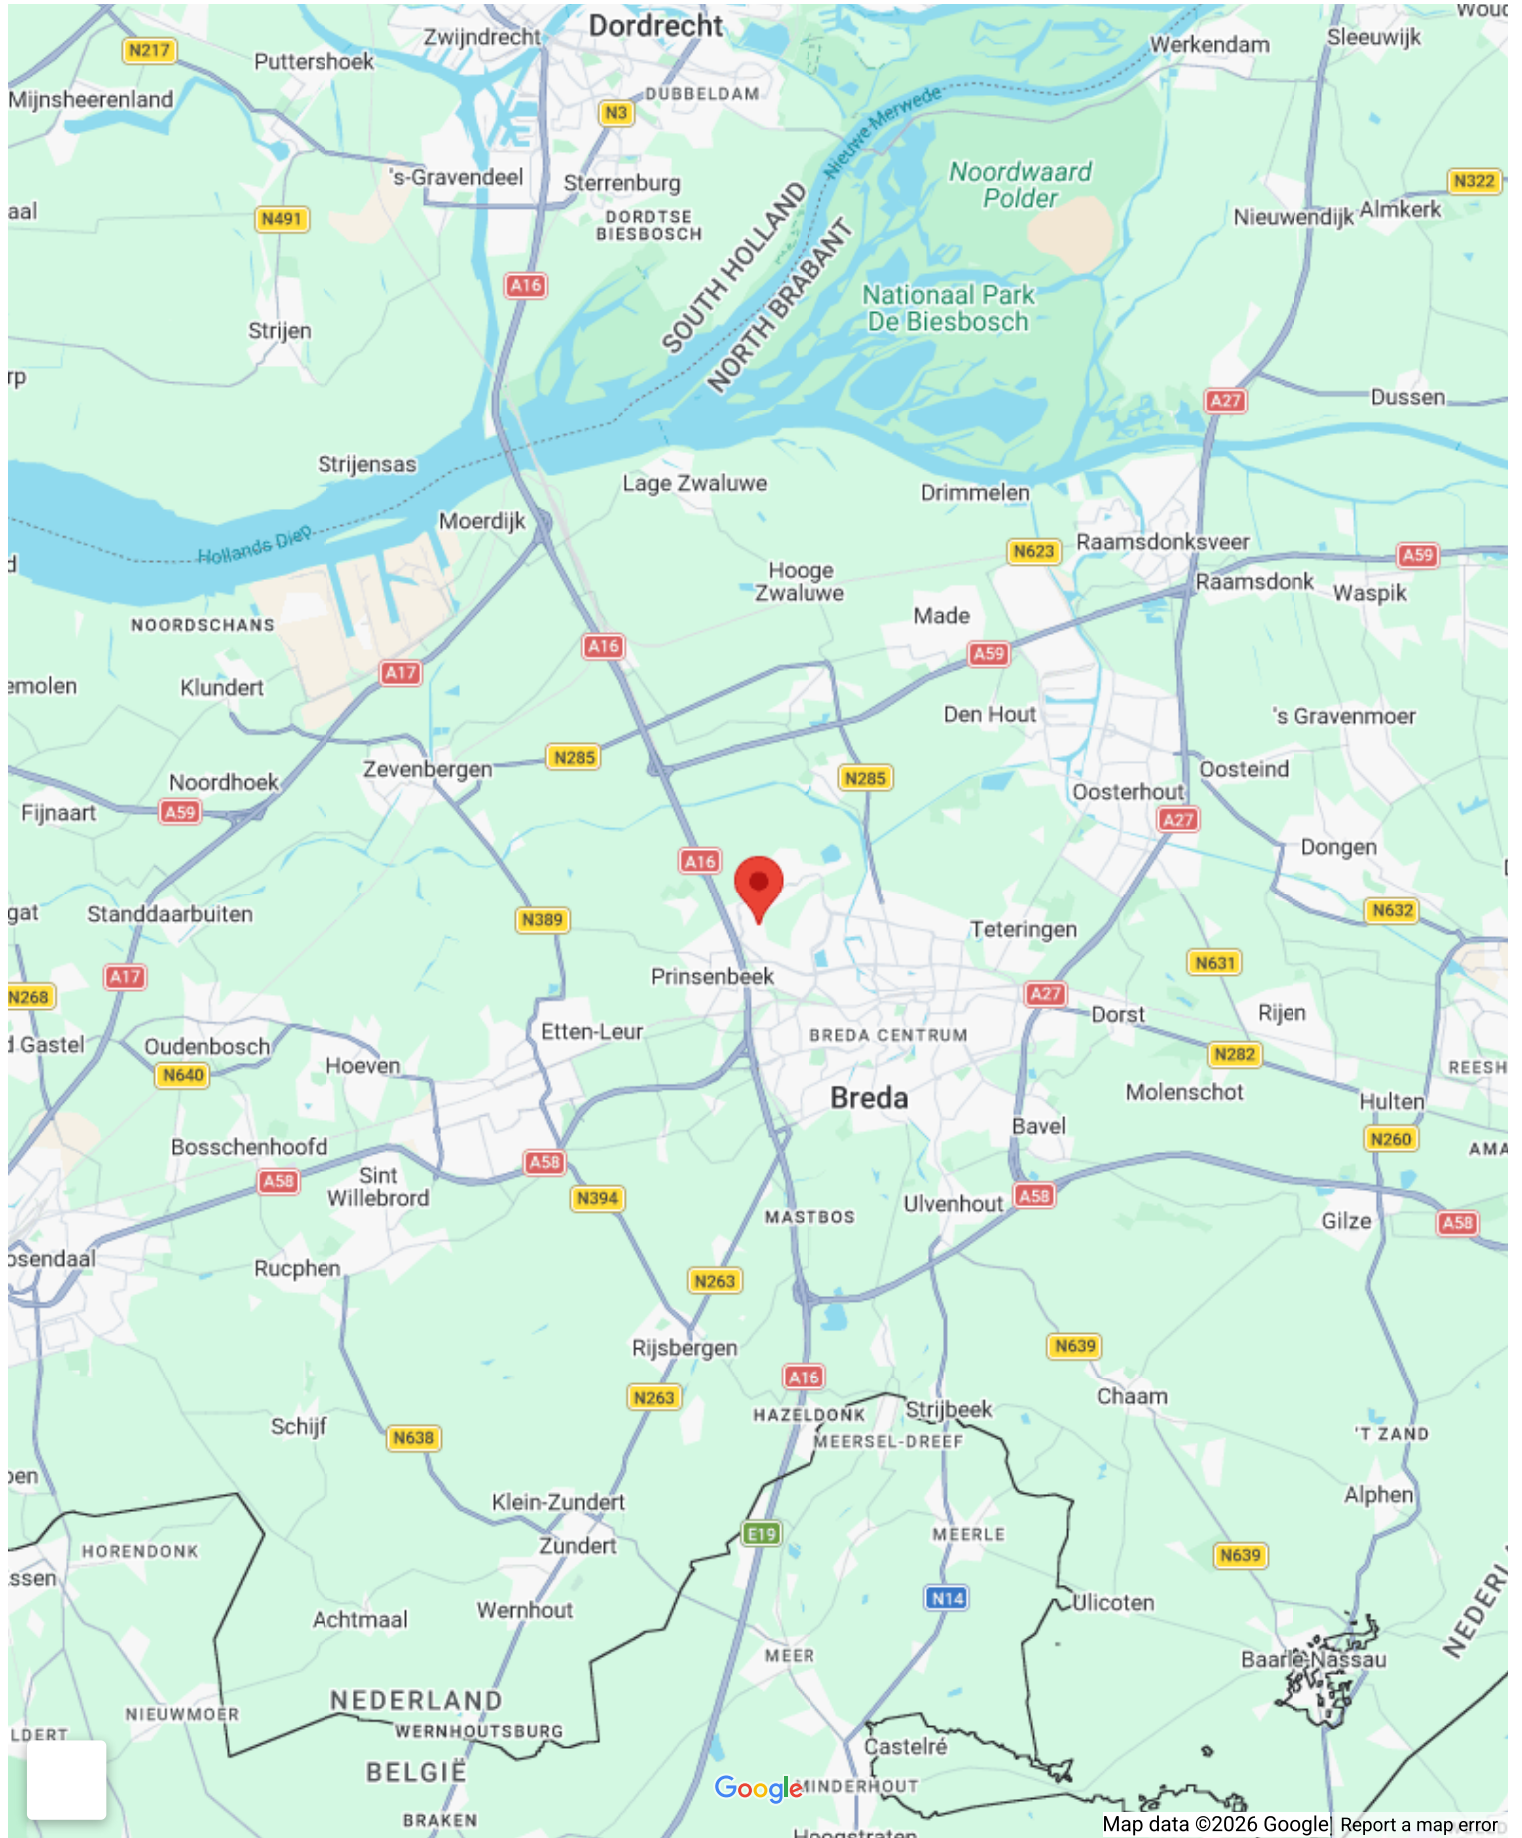 Dordrecht
Zwijndrecht
Werkendam
Sleeuwijk
N217
Puttershoek
Mijnsheerenland
DUBBELDAM
N3
Nieuwe Merwede
's-Gravendeel
Sterrenburg
Noordwaard
Polder
N322
N491
DORDTSE
BIESBOSCH
Nieuwendijk
Almkerk
SOUTH HOLLAND
NORTH BRABANT
A16
Nationaal Park
De Biesbosch
Strijen
A27
Dussen
Strijensas
Lage Zwaluwe
Drimmelen
Moerdijk
Hollands Diep
N623
Raamsdonksveer
A59
Hooge
Zwaluwe
Raamsdonk
Waspik
Made
NOORDSCHANS
A16
A59
A17
Klundert
Den Hout
's Gravenmoer
N285
Zevenbergen
N285
Oosteind
Noordhoek
Oosterhout
Fijnaart
A59
A27
Dongen
A16
Standdaarbuiten
N389
Teteringen
N632
A17
Prinsenbeek
N631
N268
A27
Dorst
Rijen
Etten-Leur
BREDA CENTRUM
Oudenbosch
N282
N640
Hoeven
Breda
Molenschot
Hulten
Bavel
N260
Bosschenhoofd
A58
A58
Sint
Willebrord
N394
A58
Ulvenhout
MASTBOS
Gilze
A58
Rucphen
N263
Rijsbergen
N639
A16
N263
Chaam
HAZELDONK
Strijbeek
Schijf
N638
MEERSEL-DREEF
'T ZAND
Klein-Zundert
Alphen
E19
MEERLE
Zundert
HORENDONK
N639
N14
Ulicoten
Wernhout
Achtmaal
MEER
Baarle-Nassau
NEDERLAND
NIEUWMOER
WERNHOUTSBURG
Castelré
BELGIË
Google
MINDERHOUT
BRAKEN
Map data ©2026 Google
Report a map error